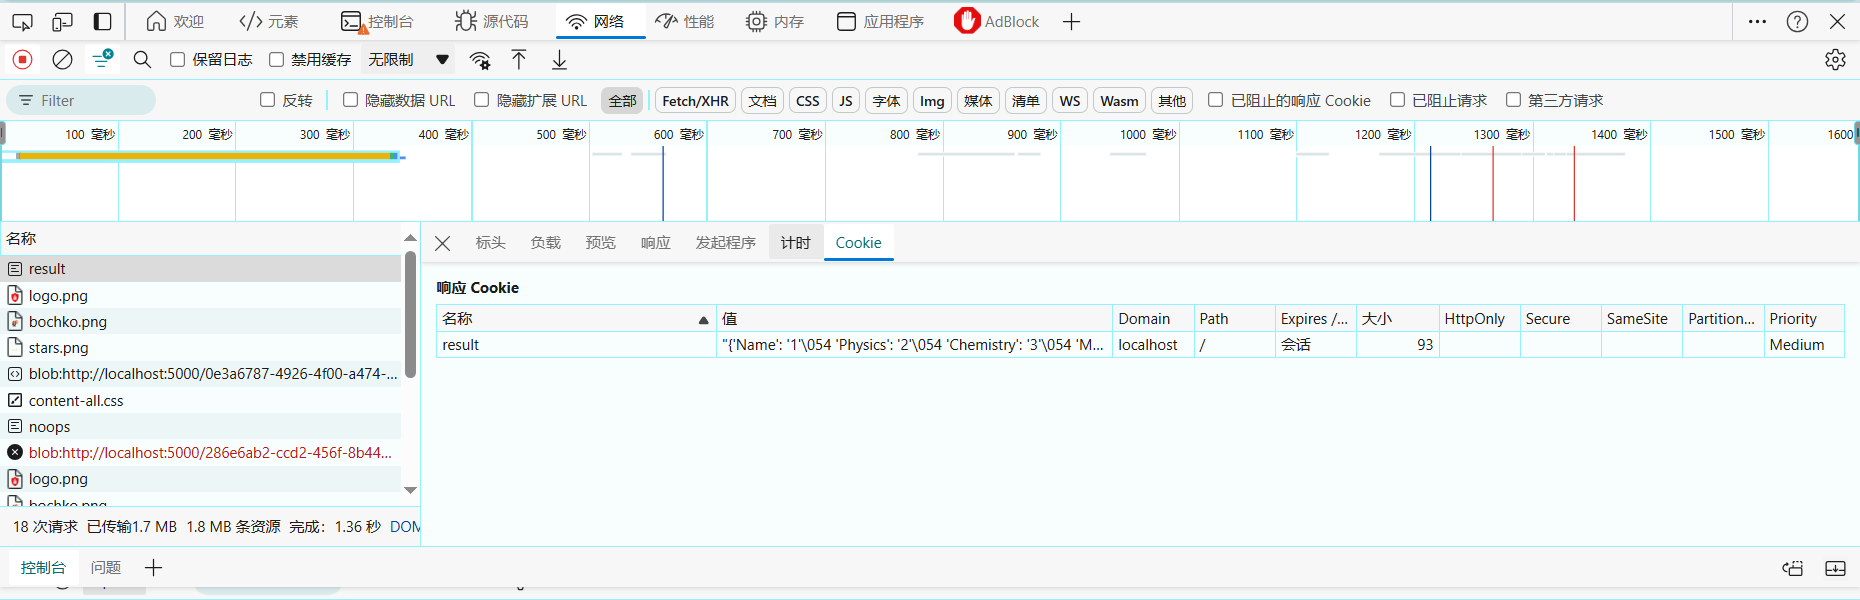 欢迎 元素 控制台 源代码 网络 性能 内存 应用程序 AdBlock
保留日志 禁用缓存 无限制
Filter 反转 隐藏数据 URL 隐藏扩展 URL 全部 Fetch/XHR 文档 CSS JS 字体 Img 媒体 清单 WS Wasm 其他 已阻止的响应 Cookie 已阻止请求 第三方请求
100 毫秒 200 毫秒 300 毫秒 400 毫秒 500 毫秒 600 毫秒 700 毫秒 800 毫秒 900 毫秒 1000 毫秒 1100 毫秒 1200 毫秒 1300 毫秒 1400 毫秒 1500 毫秒 1600
名称
result
logo.png
bochko.png
stars.png
blob:http://localhost:5000/0e3a6787-4926-4f00-a474-...
content-all.css
noops
blob:http://localhost:5000/286e6ab2-ccd2-456f-8b44...
logo.png
bochko.png
18 次请求 已传输1.7 MB 1.8 MB 条资源 完成: 1.36 秒 DOM
标头 负载 预览 响应 发起程序 计时 Cookie
响应 Cookie
名称 值 Domain Path Expires /... 大小 HttpOnly Secure SameSite Partition... Priority
result "{'Name': '1'\054 'Physics': '2'\054 'Chemistry': '3'\054 'M... localhost / 会话 93 Medium
控制台 问题